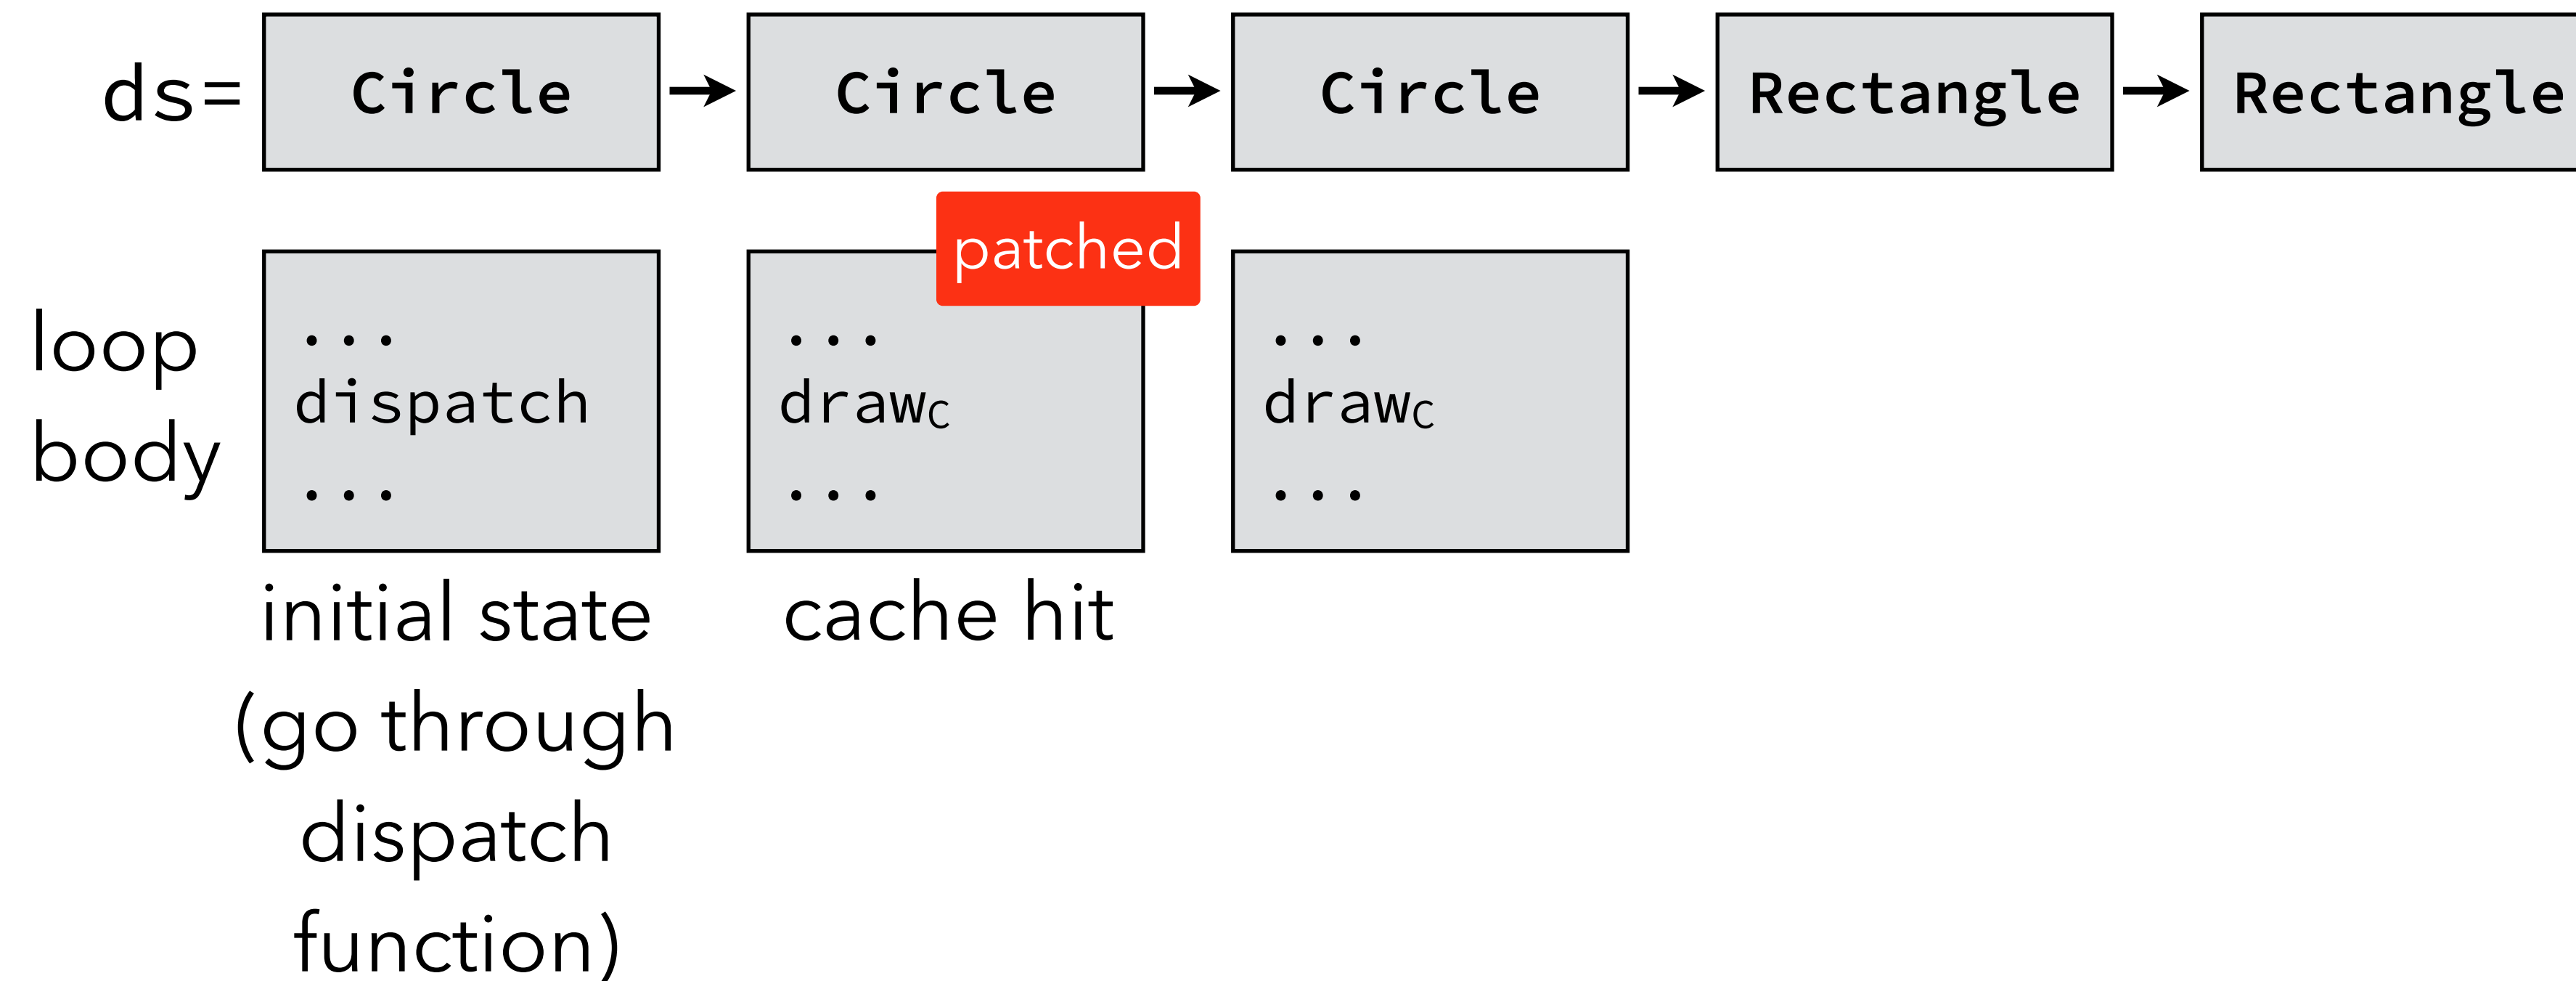 ds= Circle Circle Circle Rectangle Rectangle
patched
loop
body
...
dispatch
...
...
drawC
...
...
drawC
...
initial state
(go through
dispatch
function)
cache hit